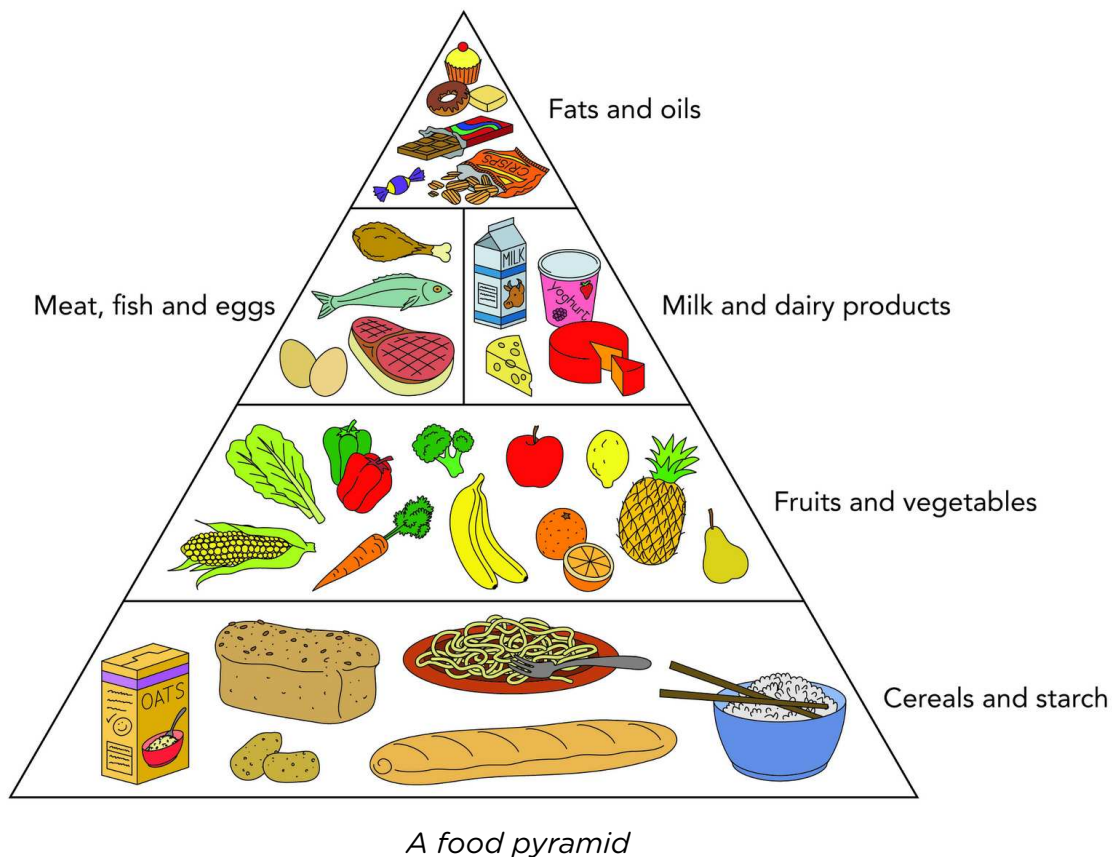 Fats and oils
CRISPS
Meat, fish and eggs
MILK
Yoghurt
Milk and dairy products
Fruits and vegetables
OATS
Cereals and starch
A food pyramid